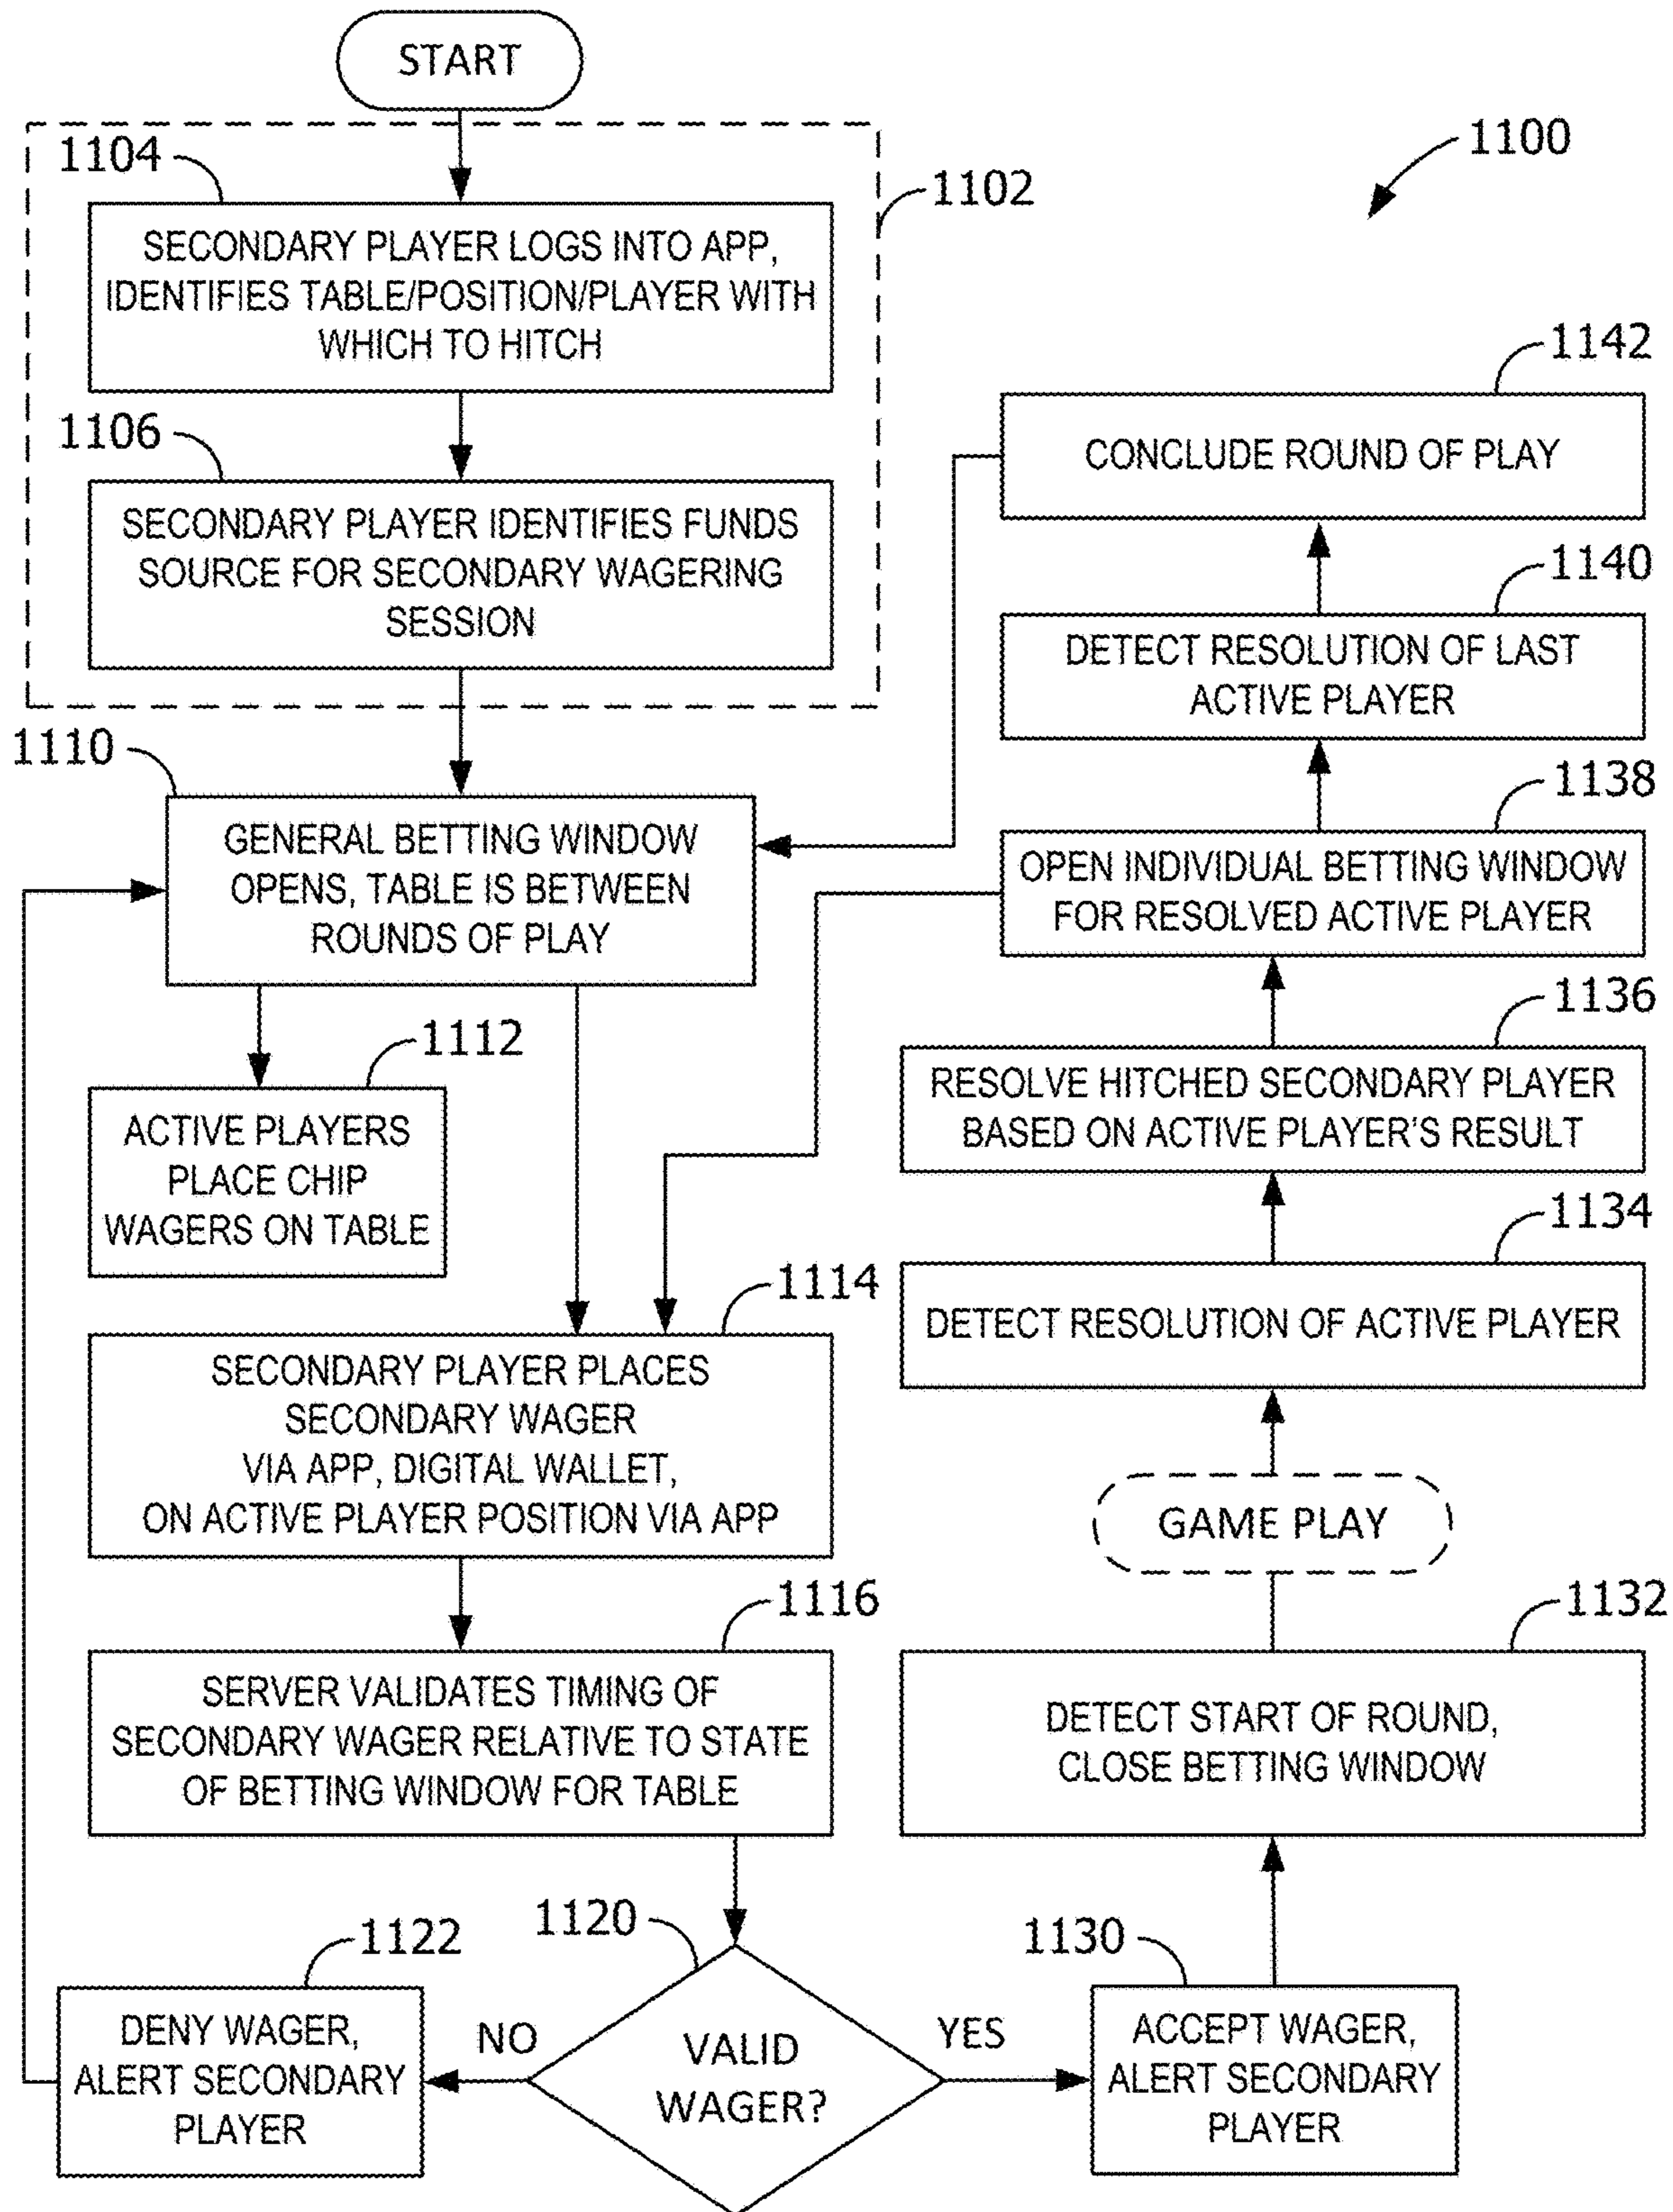 START
1100
1102
1104
SECONDARY PLAYER LOGS INTO APP,
IDENTIFIES TABLE/POSITION/PLAYER WITH
WHICH TO HITCH
1106
SECONDARY PLAYER IDENTIFIES FUNDS
SOURCE FOR SECONDARY WAGERING
SESSION
1110
GENERAL BETTING WINDOW
OPENS, TABLE IS BETWEEN
ROUNDS OF PLAY
1112
ACTIVE PLAYERS
PLACE CHIP
WAGERS ON TABLE
1114
SECONDARY PLAYER PLACES
SECONDARY WAGER
VIA APP, DIGITAL WALLET,
ON ACTIVE PLAYER POSITION VIA APP
1116
SERVER VALIDATES TIMING OF
SECONDARY WAGER RELATIVE TO STATE
OF BETTING WINDOW FOR TABLE
1120
VALID
WAGER?
NO
1122
DENY WAGER,
ALERT SECONDARY
PLAYER
YES
1130
ACCEPT WAGER,
ALERT SECONDARY
PLAYER
1132
DETECT START OF ROUND,
CLOSE BETTING WINDOW
GAME PLAY
1134
DETECT RESOLUTION OF ACTIVE PLAYER
1136
RESOLVE HITCHED SECONDARY PLAYER
BASED ON ACTIVE PLAYER'S RESULT
1138
OPEN INDIVIDUAL BETTING WINDOW
FOR RESOLVED ACTIVE PLAYER
1140
DETECT RESOLUTION OF LAST
ACTIVE PLAYER
1142
CONCLUDE ROUND OF PLAY